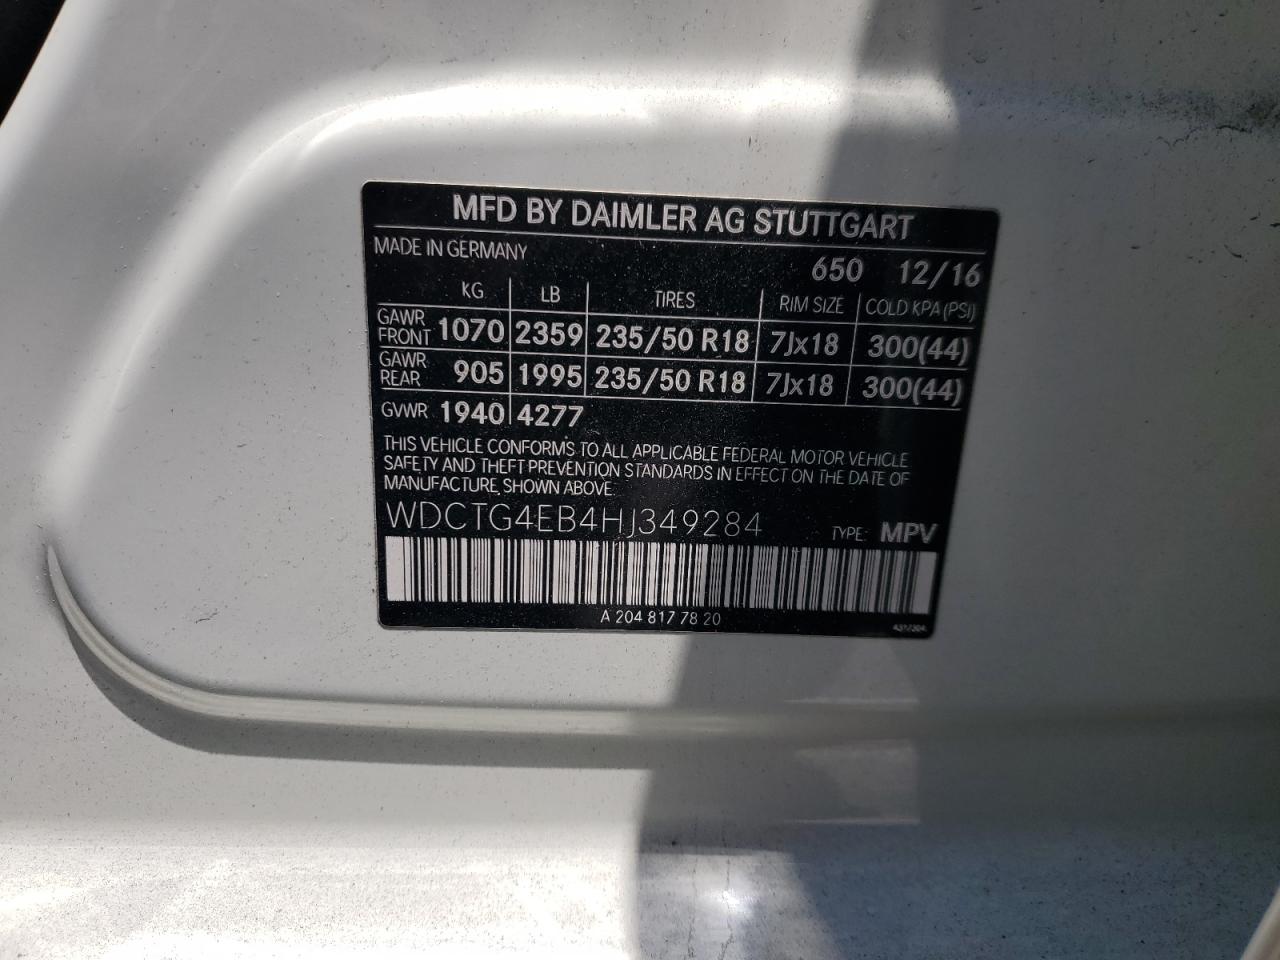 MFD BY DAIMLER AG STUTTGART
MADE IN GERMANY 650 12/16
KG LB TIRES RIM SIZE COLD KPA (PSI)
GAWR FRONT 1070 2359 235/50 R18 7Jx18 300(44)
GAWR REAR 905 1995 235/50 R18 7Jx18 300(44)
GVWR 1940 4277
THIS VEHICLE CONFORMS TO ALL APPLICABLE FEDERAL MOTOR VEHICLE
SAFETY AND THEFT PREVENTION STANDARDS IN EFFECT ON THE DATE OF
MANUFACTURE SHOWN ABOVE.
WDCTG4EB4HJ349284 TYPE: MPV
A 204 817 78 20